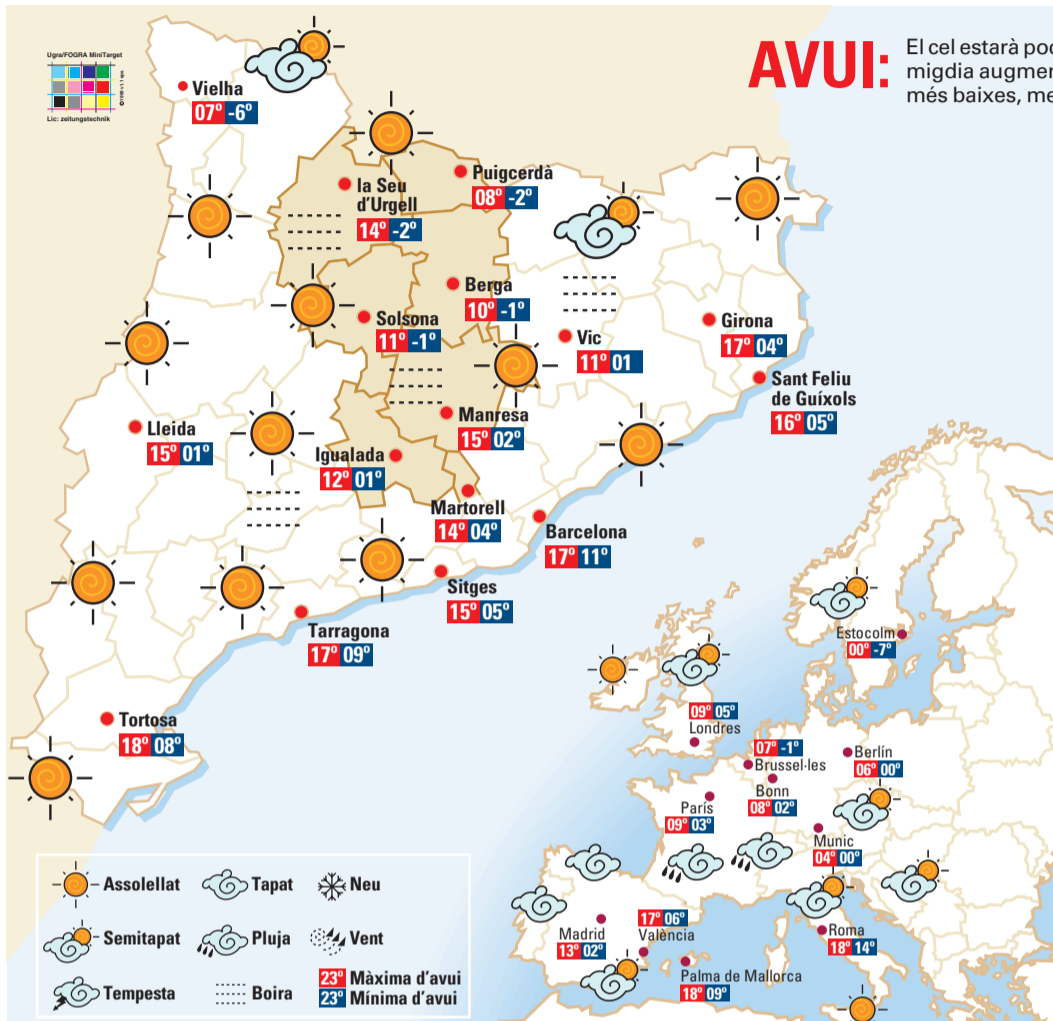 Ugra/FOGRA MiniTarget
Lic: zeitungstechnik
AVUI:
El cel estarà
migdia
més baixes,
Vielha
07º -6º
la Seu
d'Urgell
14º -2º
Puigcerdà
08º -2º
Berga
10º -1º
Solsona
11º -1º
Vic
11º 01
Girona
17º 04º
Sant Feliu
de Guíxols
16º 05º
Manresa
15º 02º
Lleida
15º 01º
Igualada
12º 01º
Martorell
14º 04º
Barcelona
17º 11º
Sitges
15º 05º
Tarragona
17º 09º
Tortosa
18º 08º
Estocolm
00º -7º
09º 05º
Londres
07º -1º
Brussel·les
Berlín
06º 00º
Bonn
08º 02º
París
09º 03º
Munic
04º 00º
17º 06º
València
Madrid
13º 02º
Roma
18º 14º
Palma de Mallorca
18º 09º
Assolellat
Tapat
Neu
Semitapat
Pluja
Vent
Tempesta
Boira
23º Màxima d'avui
23º Mínima d'avui